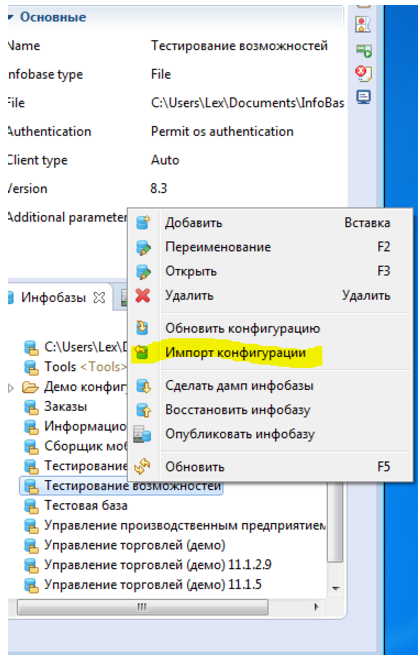 Основные
Name Тестирование возможностей
nfobase type File
File C:\Users\Lex\Documents\InfoBas
Authentication Permit os authentication
Client type Auto
Version 8.3
Additional parameter
Добавить Вставка
Переименование F2
Открыть F3
Удалить Удалить
Обновить конфигурацию
Импорт конфигурации
Сделать дамп инфобазы
Восстановить инфобазу
Опубликовать инфобазу
Обновить F5
Инфобазы
C:\Users\Lex\D
Tools <Tools>
Демо конфиг
Заказы
Информацио
Сборщик моб
Тестирование
Тестирование возможностей
Тестовая база
Управление производственным предприятием
Управление торговлей (демо)
Управление торговлей (демо) 11.1.2.9
Управление торговлей (демо) 11.1.5